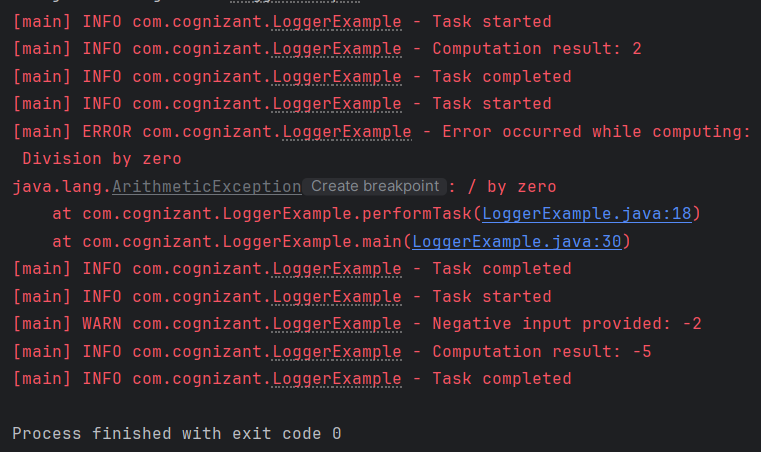 [main] INFO com.cognizant.LoggerExample - Task started
[main] INFO com.cognizant.LoggerExample - Computation result: 2
[main] INFO com.cognizant.LoggerExample - Task completed
[main] INFO com.cognizant.LoggerExample - Task started
[main] ERROR com.cognizant.LoggerExample - Error occurred while computing:
 Division by zero
java.lang.ArithmeticException Create breakpoint : / by zero
    at com.cognizant.LoggerExample.performTask(LoggerExample.java:18)
    at com.cognizant.LoggerExample.main(LoggerExample.java:30)
[main] INFO com.cognizant.LoggerExample - Task completed
[main] INFO com.cognizant.LoggerExample - Task started
[main] WARN com.cognizant.LoggerExample - Negative input provided: -2
[main] INFO com.cognizant.LoggerExample - Computation result: -5
[main] INFO com.cognizant.LoggerExample - Task completed
Process finished with exit code 0